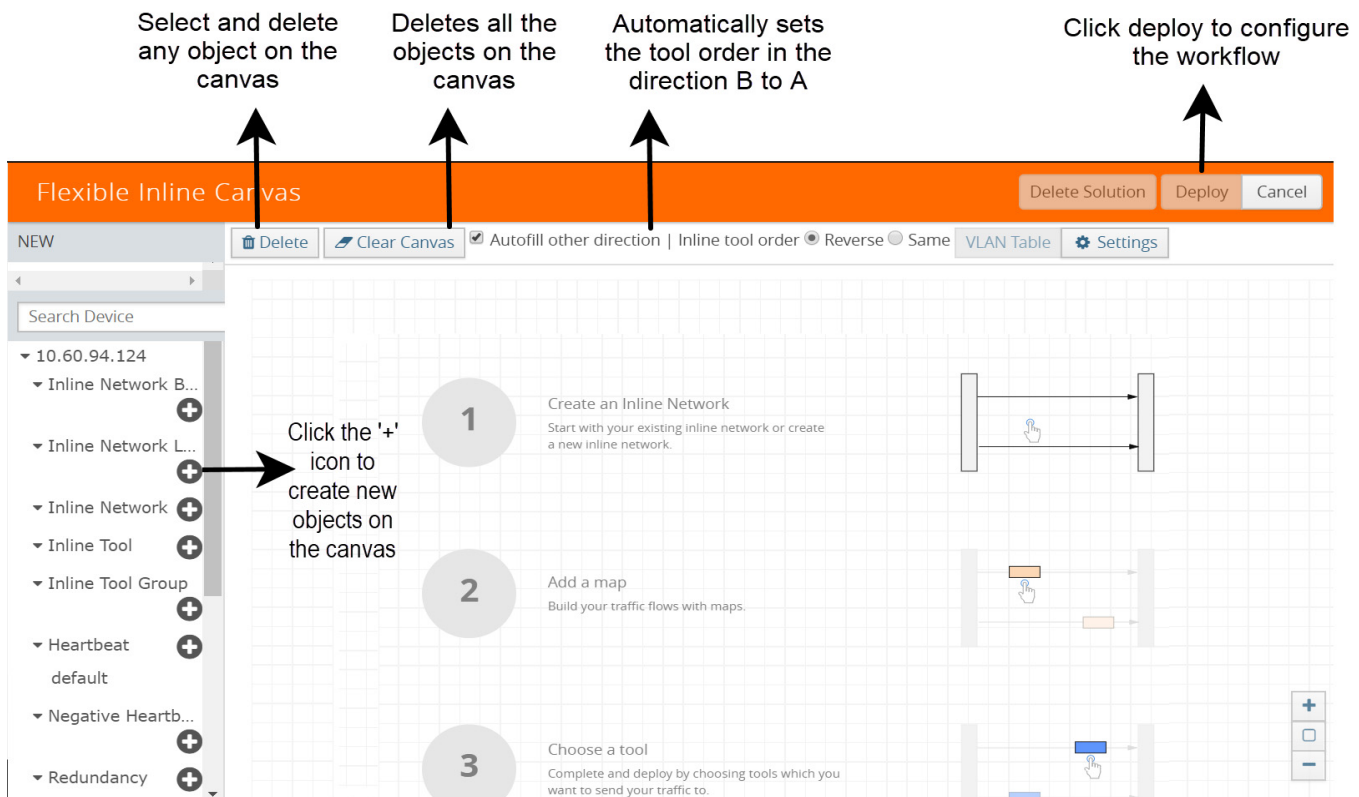 Select and delete
any object on the
canvas
Deletes all the
objects on the
canvas
Automatically sets
the tool order in the
direction B to A
Click deploy to configure
the workflow
Flexible Inline Canvas
Delete Solution
Deploy
Cancel
NEW
Delete
Clear Canvas
Autofill other direction | Inline tool order
Reverse
Same
VLAN Table
Settings
Search Device
10.60.94.124
Inline Network B...
Inline Network L...
Inline Network
Inline Tool
Inline Tool Group
Heartbeat
default
Negative Heartb...
Redundancy
Click the '+'
icon to
create new
objects on
the canvas
1
Create an Inline Network
Start with your existing inline network or create
a new inline network.
2
Add a map
Build your traffic flows with maps.
3
Choose a tool
Complete and deploy by choosing tools which you
want to send your traffic to.